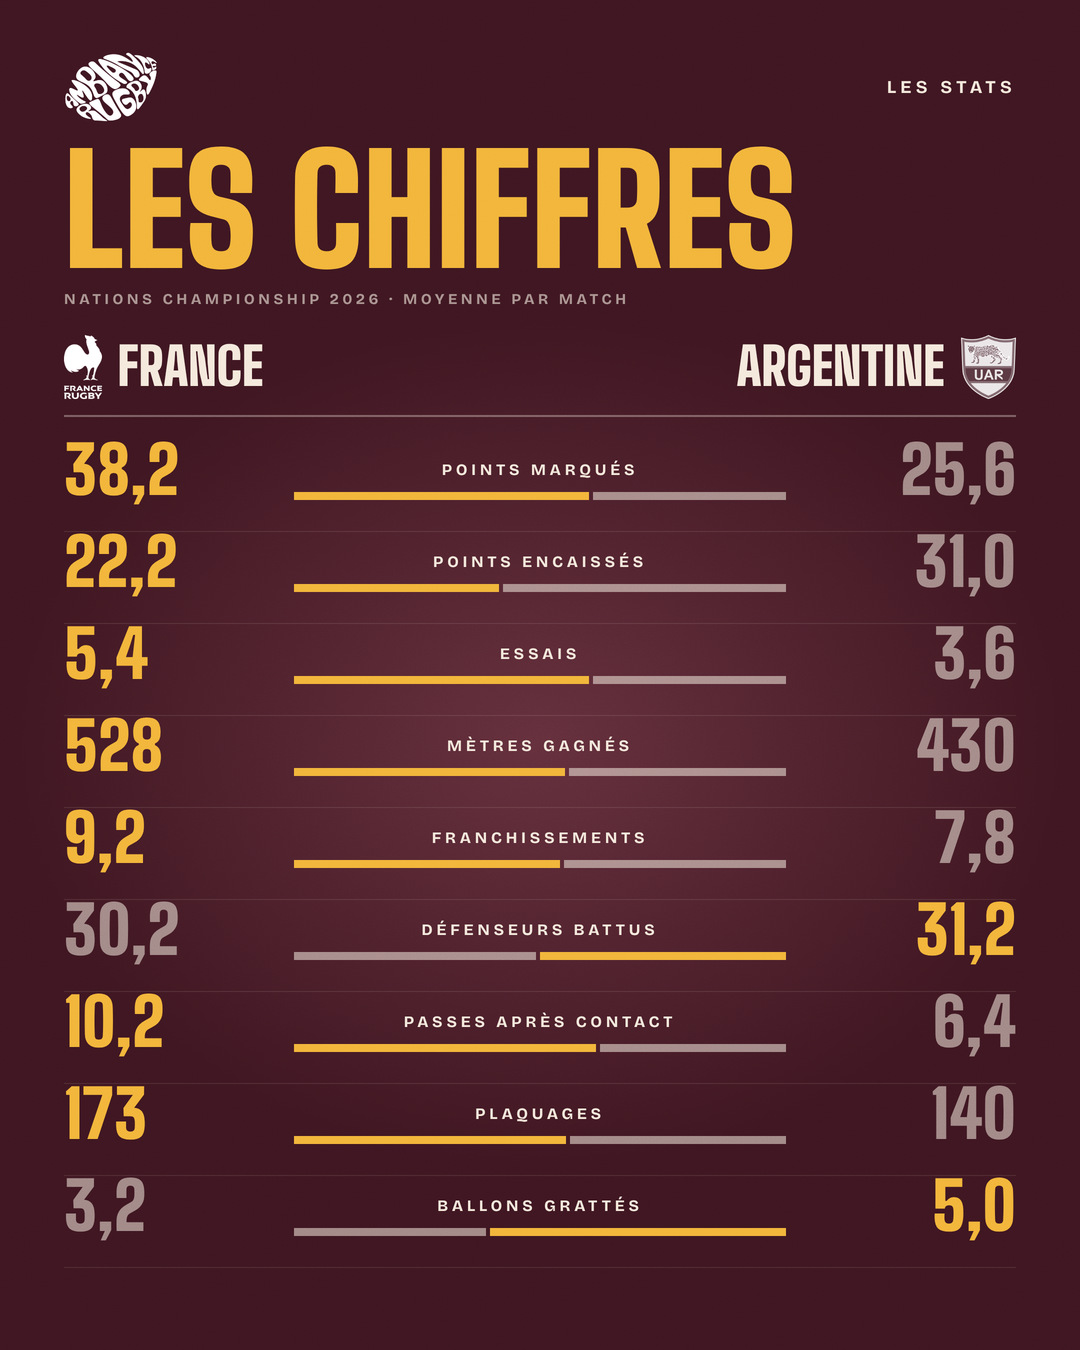 AMBIANCE
RUGBY
LES STATS
LES CHIFFRES
NATIONS CHAMPIONSHIP 2026 · MOYENNE PAR MATCH
FRANCE
RUGBY
FRANCE
ARGENTINE
UAR
38,2 POINTS MARQUÉS 25,6
22,2 POINTS ENCAISSÉS 31,0
5,4 ESSAIS 3,6
528 MÈTRES GAGNÉS 430
9,2 FRANCHISSEMENTS 7,8
30,2 DÉFENSEURS BATTUS 31,2
10,2 PASSES APRÈS CONTACT 6,4
173 PLAQUAGES 140
3,2 BALLONS GRATTÉS 5,0